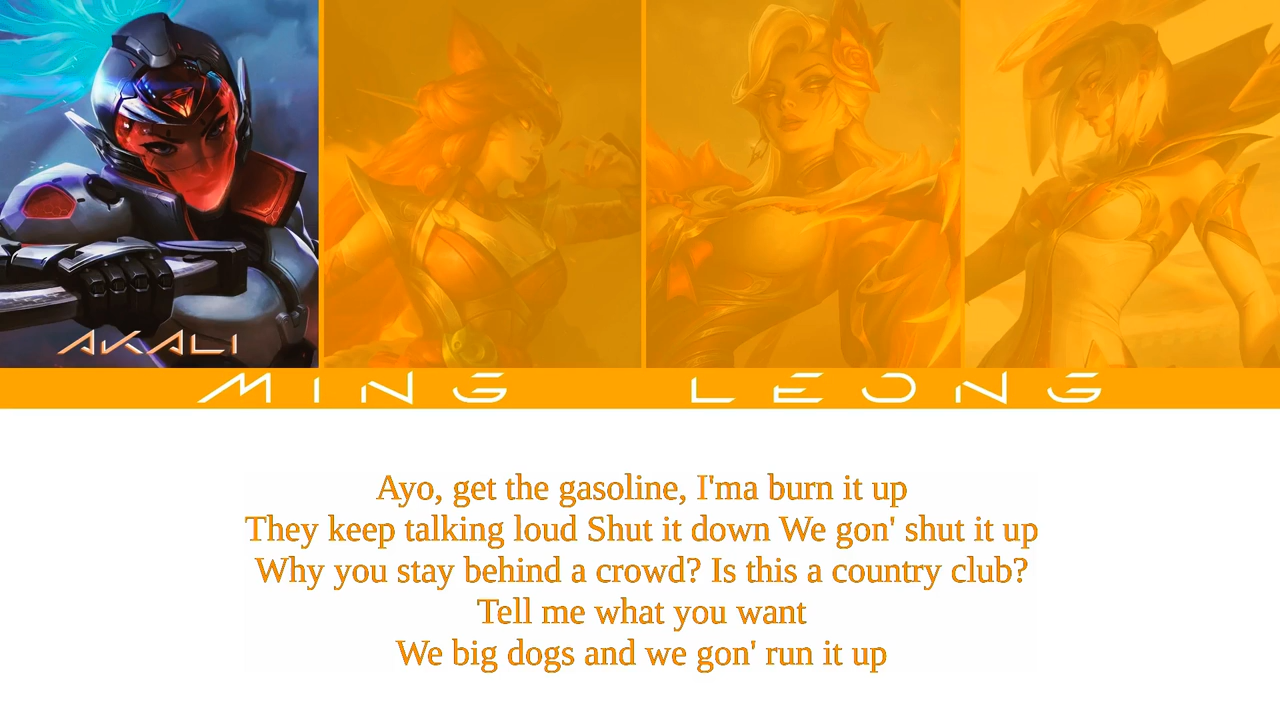 AKALI
MING LEONG
Ayo, get the gasoline, I'ma burn it up
They keep talking loud Shut it down We gon' shut it up
Why you stay behind a crowd? Is this a country club?
Tell me what you want
We big dogs and we gon' run it up